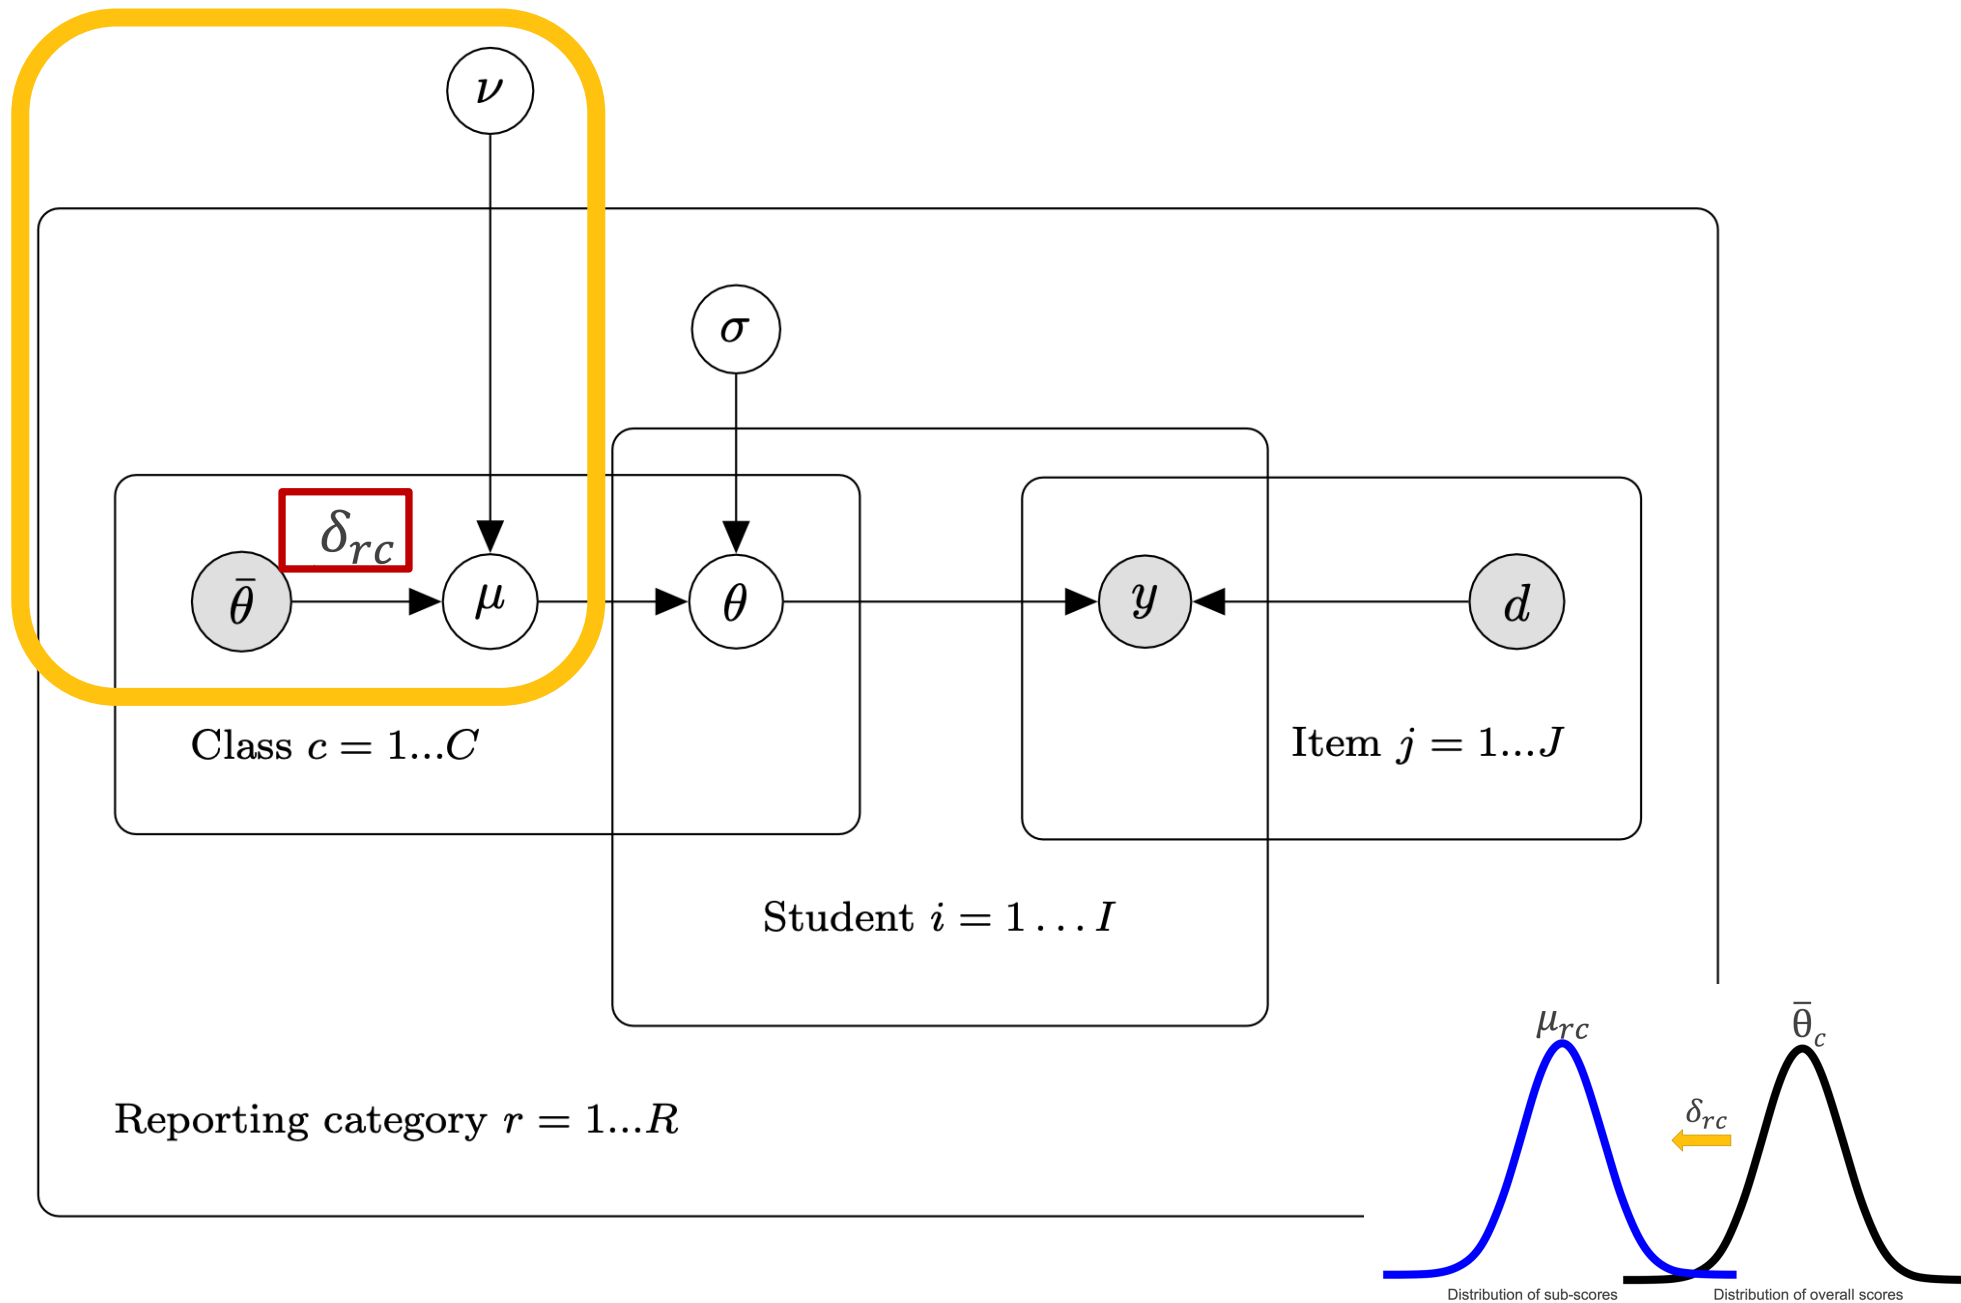 ν
σ
δ_rc
θ̄
μ
θ
y
d
Class c = 1...C
Item j = 1...J
Student i = 1...I
Reporting category r = 1...R
μ_rc
θ̄_c
δ_rc
Distribution of sub-scores
Distribution of overall scores